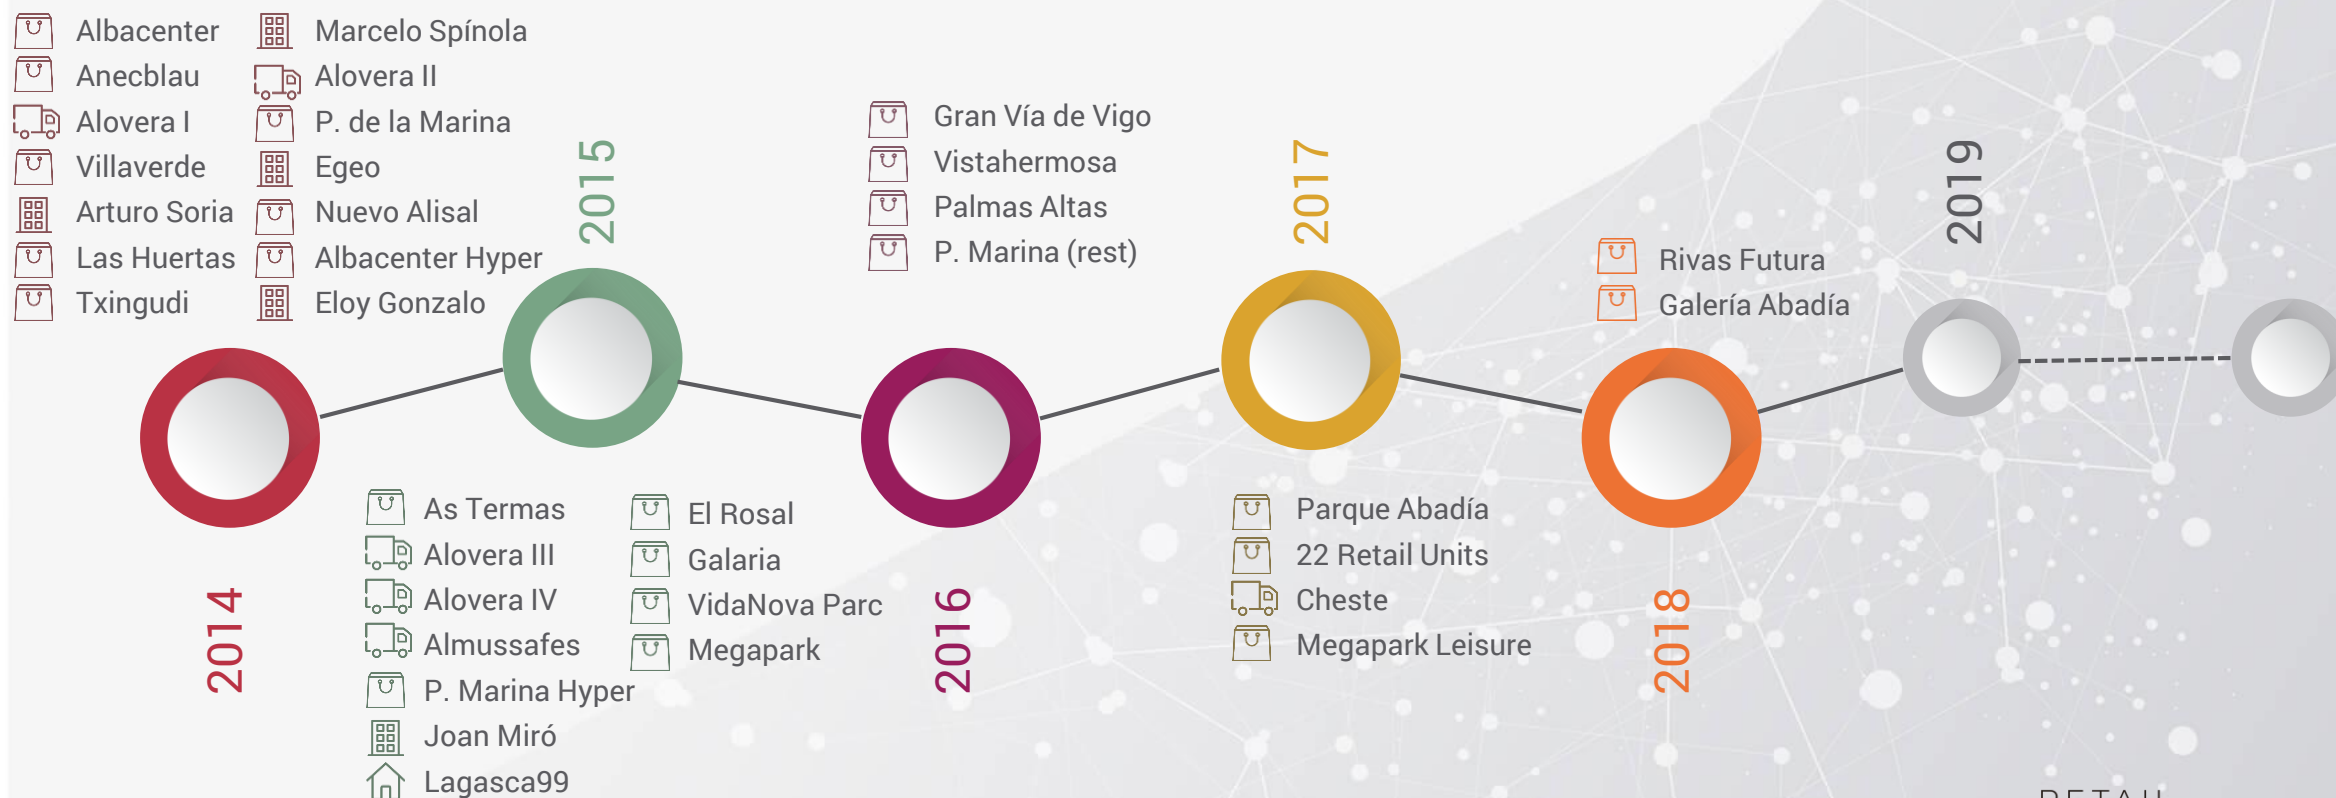 Albacenter
Anecblau
Alovera I
Villaverde
Arturo Soria
Las Huertas
Txingudi
Marcelo Spínola
Alovera II
P. de la Marina
Egeo
Nuevo Alisal
Albacenter Hyper
Eloy Gonzalo
2014
2015
As Termas
Alovera III
Alovera IV
Almussafes
P. Marina Hyper
Joan Miró
Lagasca99
El Rosal
Galaria
VidaNova Parc
Megapark
Gran Vía de Vigo
Vistahermosa
Palmas Altas
P. Marina (rest)
2016
2017
Parque Abadía
22 Retail Units
Cheste
Megapark Leisure
Rivas Futura
Galería Abadía
2018
2019